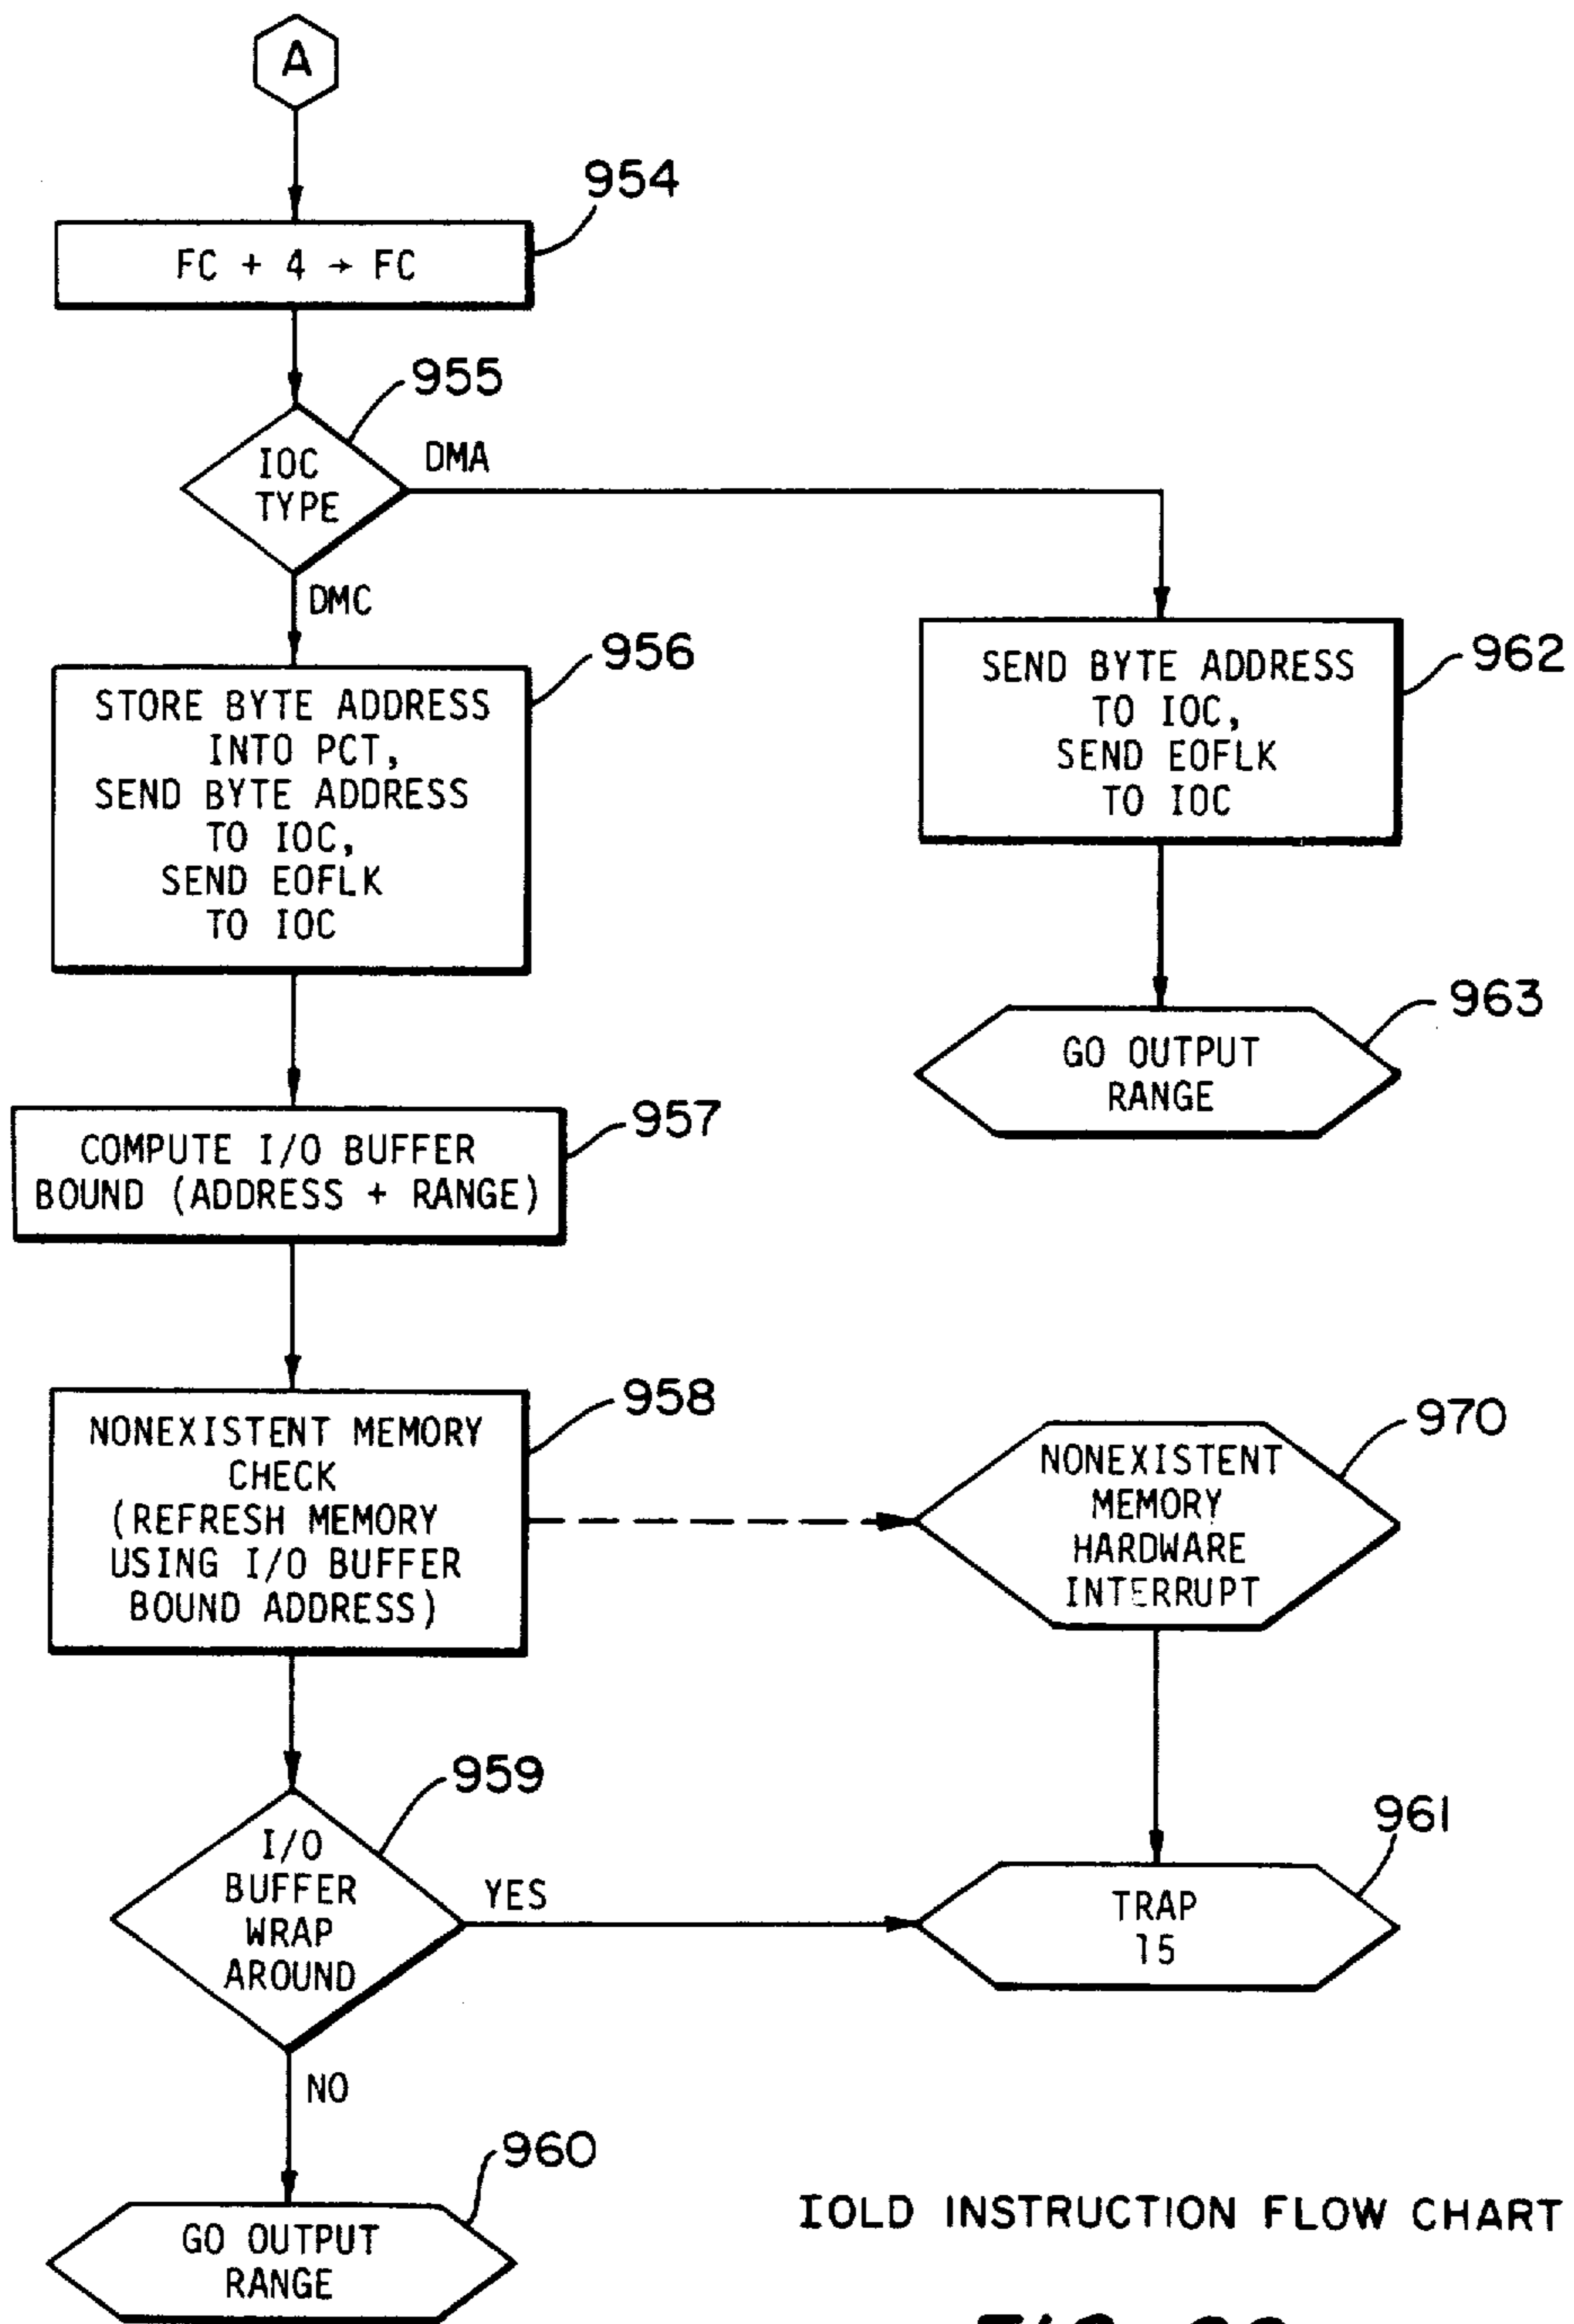 A
954
FC + 4 → FC
955
IOC
TYPE
DMA
DMC
956
STORE BYTE ADDRESS
INTO PCT,
SEND BYTE ADDRESS
TO IOC,
SEND EOFLK
TO IOC
SEND BYTE ADDRESS
TO IOC,
SEND EOFLK
TO IOC
962
963
GO OUTPUT
RANGE
957
COMPUTE I/O BUFFER
BOUND (ADDRESS + RANGE)
958
NONEXISTENT MEMORY
CHECK
(REFRESH MEMORY
USING I/O BUFFER
BOUND ADDRESS)
970
NONEXISTENT
MEMORY
HARDWARE
INTERRUPT
959
I/O
BUFFER
WRAP
AROUND
YES
961
TRAP
15
NO
960
GO OUTPUT
RANGE
IOLD INSTRUCTION FLOW CHART